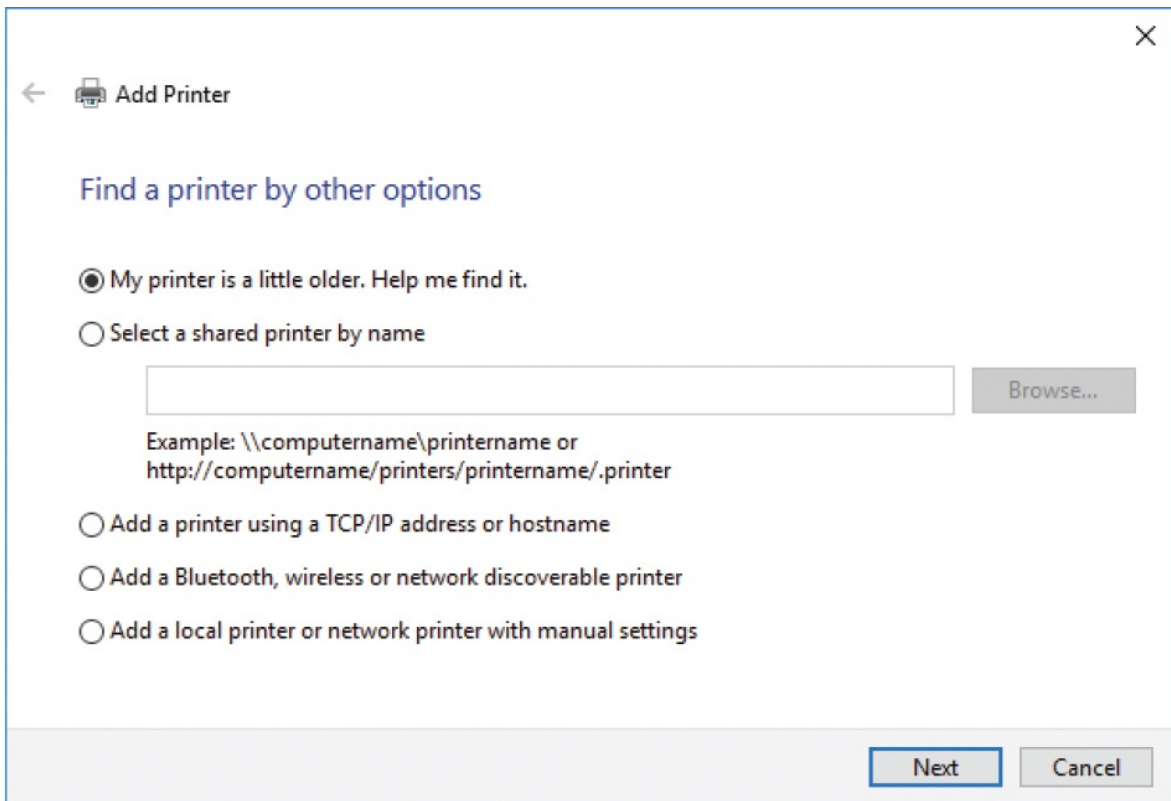 Add Printer
Find a printer by other options
My printer is a little older. Help me find it.
Select a shared printer by name
Browse...
Example: \\computername\printername or
http://computername/printers/printername/.printer
Add a printer using a TCP/IP address or hostname
Add a Bluetooth, wireless or network discoverable printer
Add a local printer or network printer with manual settings
Next
Cancel